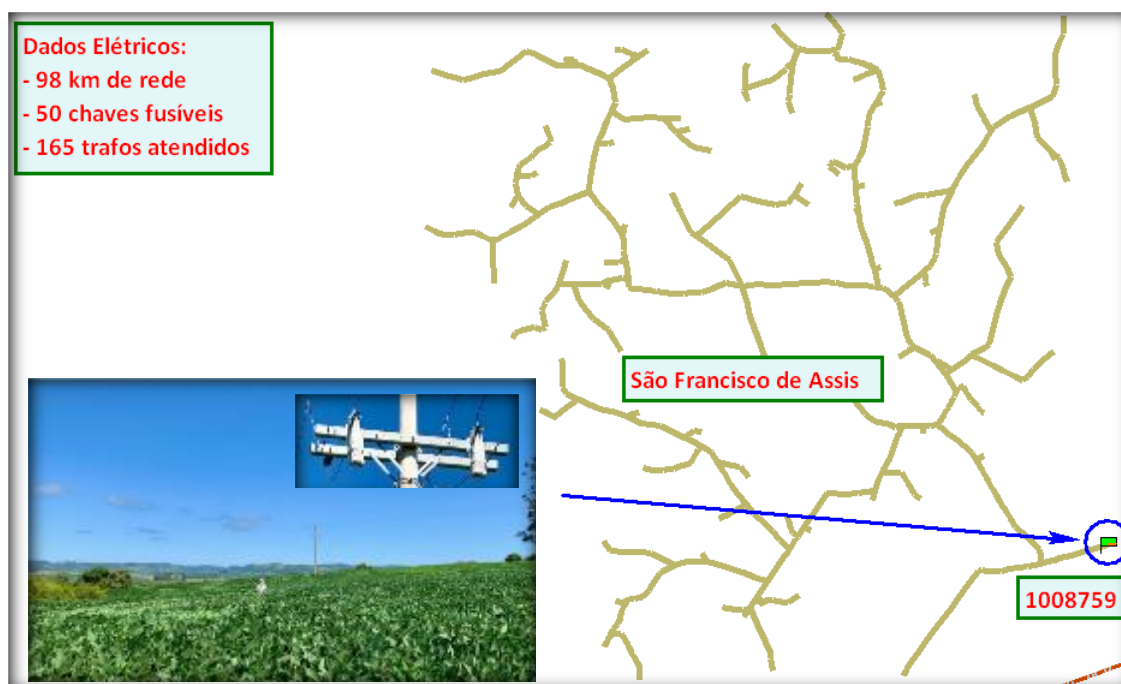 Dados Elétricos:
- 98 km de rede
- 50 chaves fusíveis
- 165 trafos atendidos
São Francisco de Assis
1008759